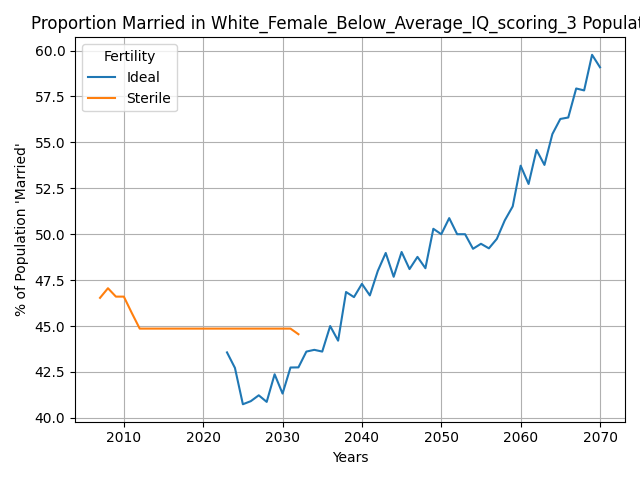 Proportion Married in White_Female_Below_Average_IQ_scoring_3 Populat
Fertility
Ideal
Sterile
60.0
57.5
55.0
52.5
50.0
47.5
45.0
42.5
40.0
% of Population 'Married'
2010 2020 2030 2040 2050 2060 2070
Years